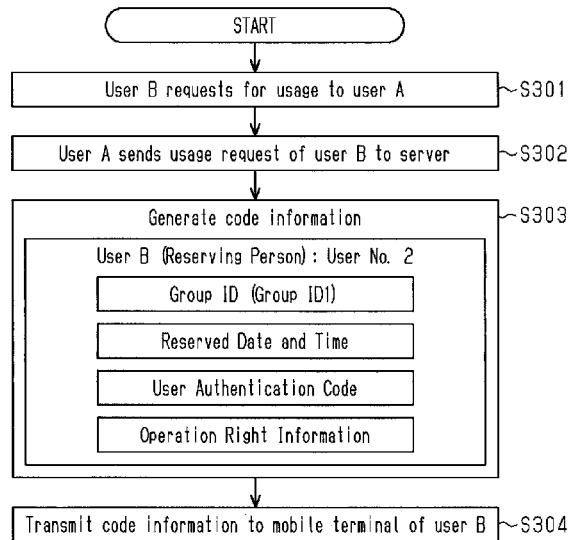 START
User B requests for usage to user A
S301
User A sends usage request of user B to server
S302
Generate code information
S303
User B (Reserving Person): User No. 2
Group ID (Group ID1)
Reserved Date and Time
User Authentication Code
Operation Right Information
Transmit code information to mobile terminal of user B
S304